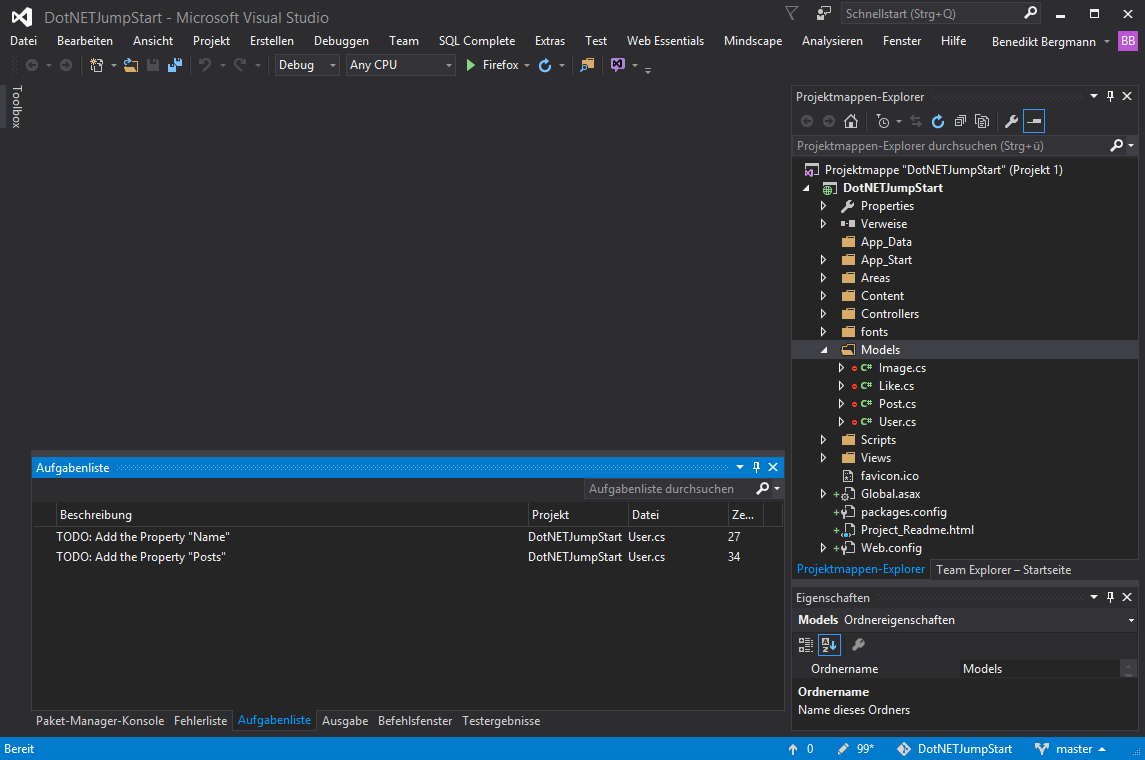 DotNETJumpStart - Microsoft Visual Studio
Schnellstart (Strg+Q)
Datei Bearbeiten Ansicht Projekt Erstellen Debuggen Team SQL Complete Extras Test Web Essentials Mindscape Analysieren Fenster Hilfe Benedikt Bergmann BB
Debug Any CPU Firefox
Toolbox
Projektmappen-Explorer
Projektmappen-Explorer durchsuchen (Strg+ü)
Projektmappe "DotNETJumpStart" (Projekt 1)
DotNETJumpStart
Properties
Verweise
App_Data
App_Start
Areas
Content
Controllers
fonts
Models
C# Image.cs
C# Like.cs
C# Post.cs
C# User.cs
Scripts
Views
favicon.ico
Global.asax
packages.config
Project_Readme.html
Web.config
Projektmappen-Explorer Team Explorer – Startseite
Aufgabenliste
Aufgabenliste durchsuchen
Beschreibung Projekt Datei Ze...
TODO: Add the Property "Name" DotNETJumpStart User.cs 27
TODO: Add the Property "Posts" DotNETJumpStart User.cs 34
Paket-Manager-Konsole Fehlerliste Aufgabenliste Ausgabe Befehlsfenster Testergebnisse
Eigenschaften
Models Ordnereigenschaften
Ordnername Models
Ordnername
Name dieses Ordners
Bereit 0 99* DotNETJumpStart master